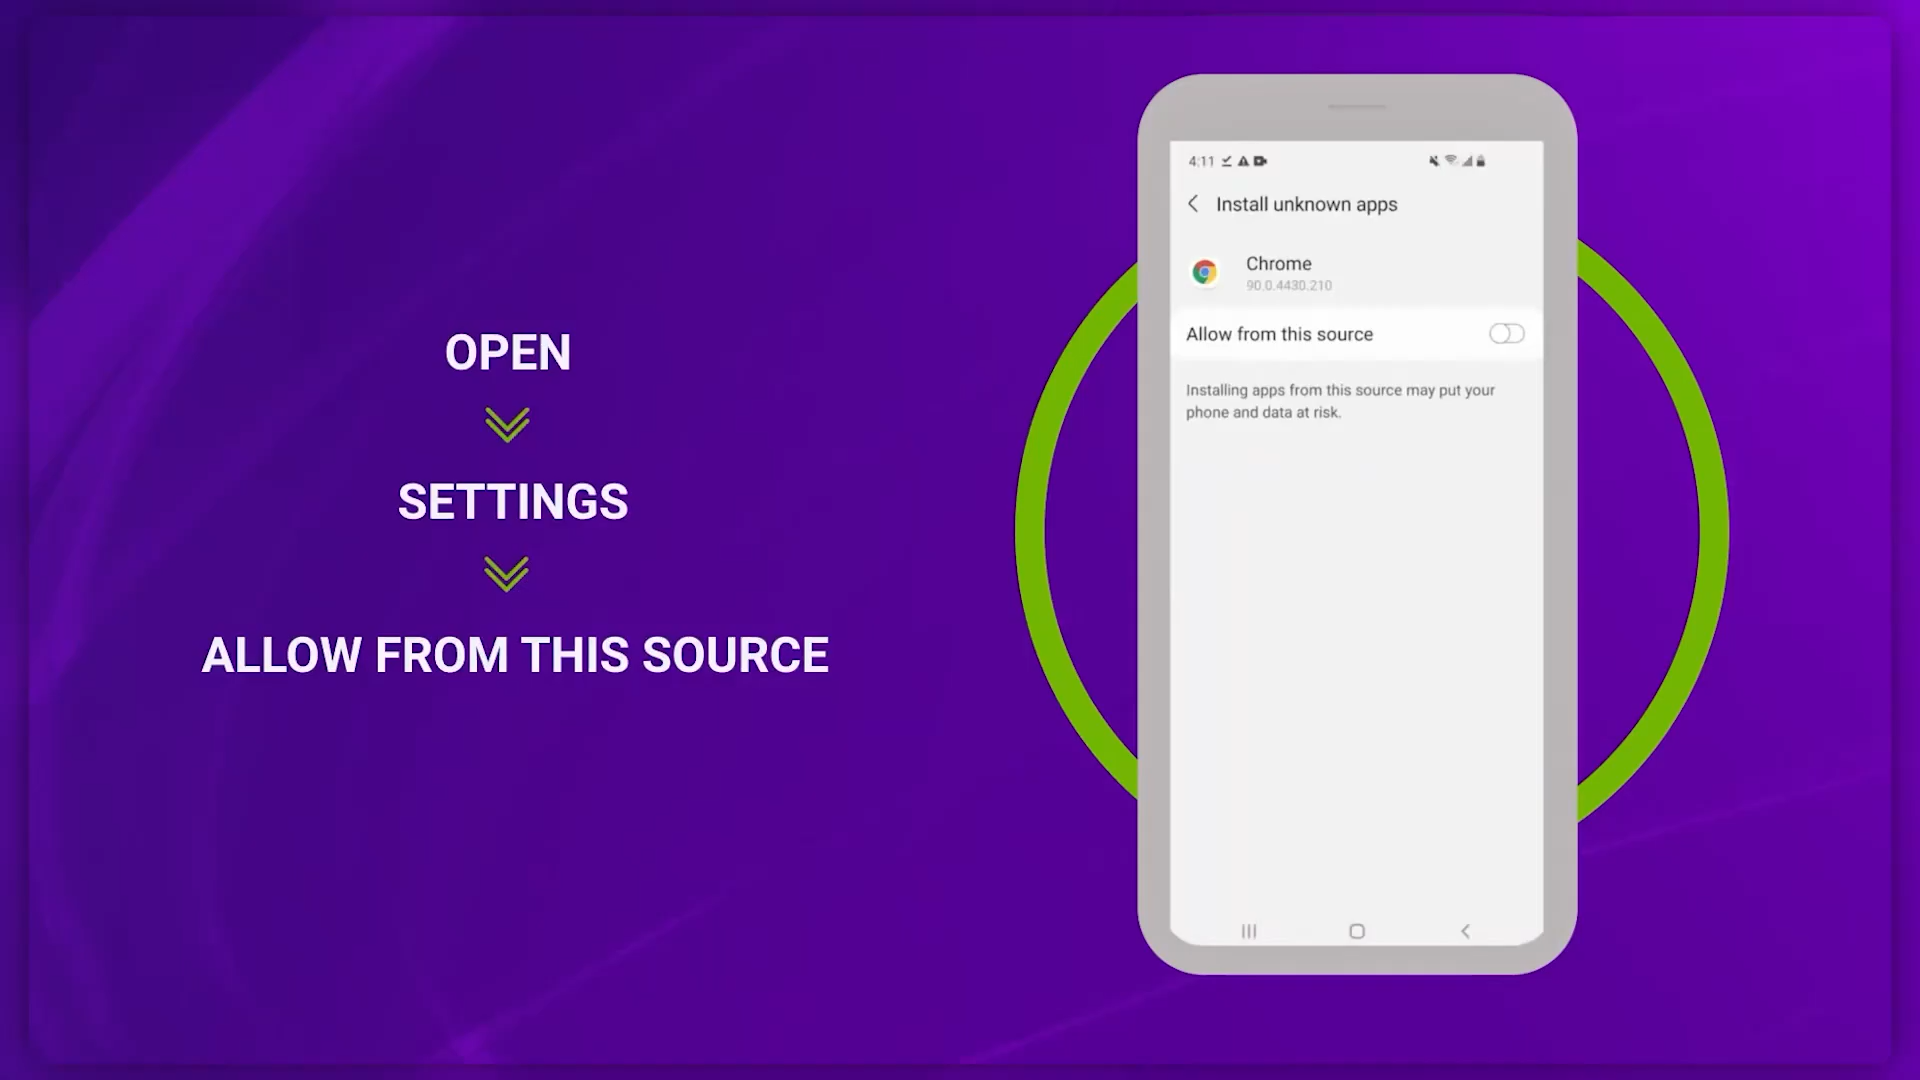 OPEN
SETTINGS
ALLOW FROM THIS SOURCE
4:11
Install unknown apps
Chrome
90.0.4430.210
Allow from this source
Installing apps from this source may put your
phone and data at risk.